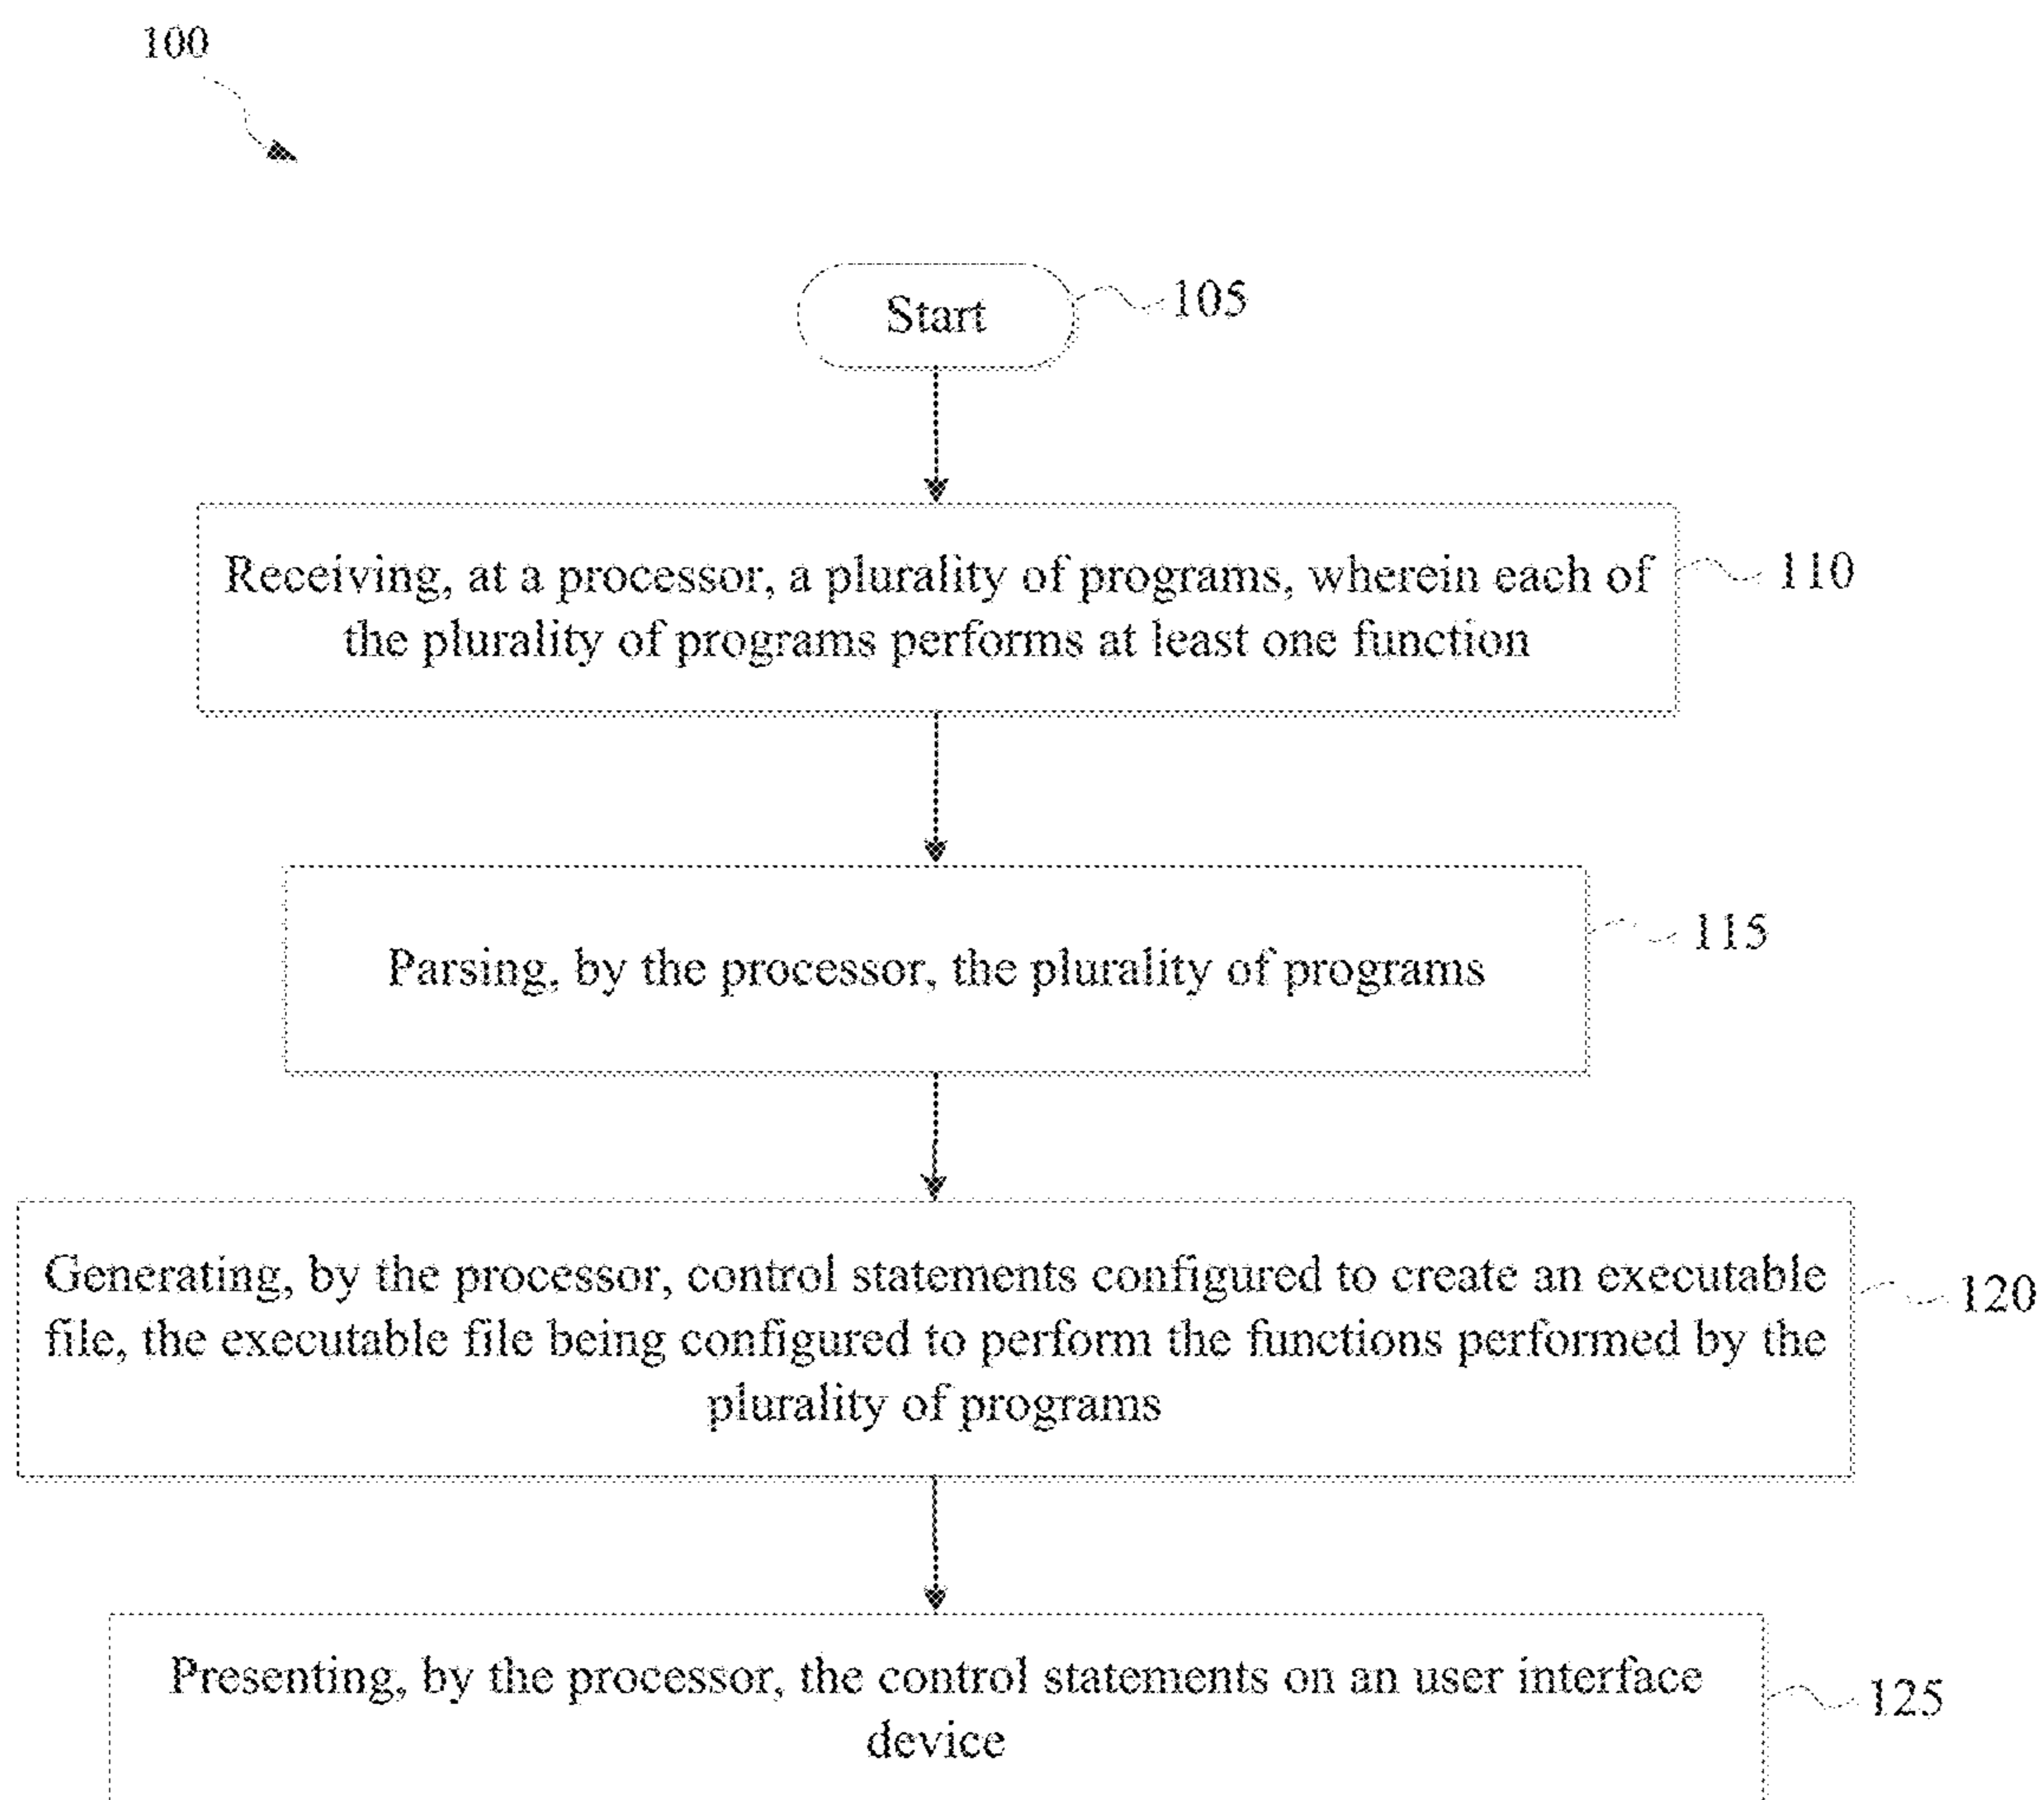 100
Start
105
Receiving, at a processor, a plurality of programs, wherein each of
the plurality of programs performs at least one function
110
Parsing, by the processor, the plurality of programs
115
Generating, by the processor, control statements configured to create an executable
file, the executable file being configured to perform the functions performed by the
plurality of programs
120
Presenting, by the processor, the control statements on an user interface
device
125